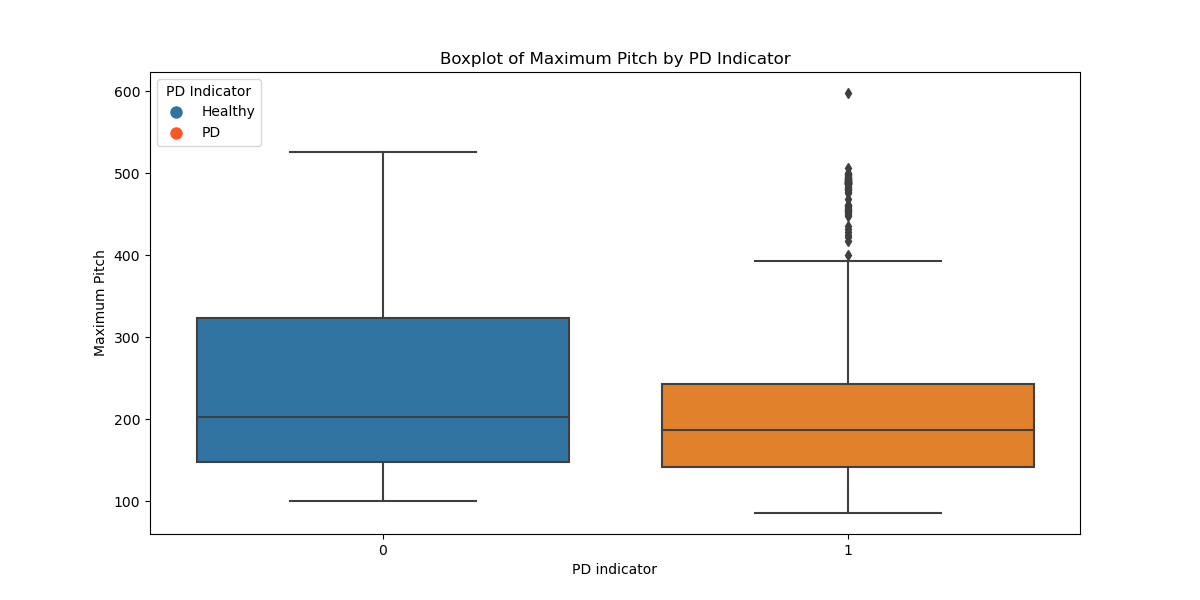 Boxplot of Maximum Pitch by PD Indicator
PD Indicator
Healthy
PD
600
500
400
300
200
100
Maximum Pitch
0
1
PD indicator